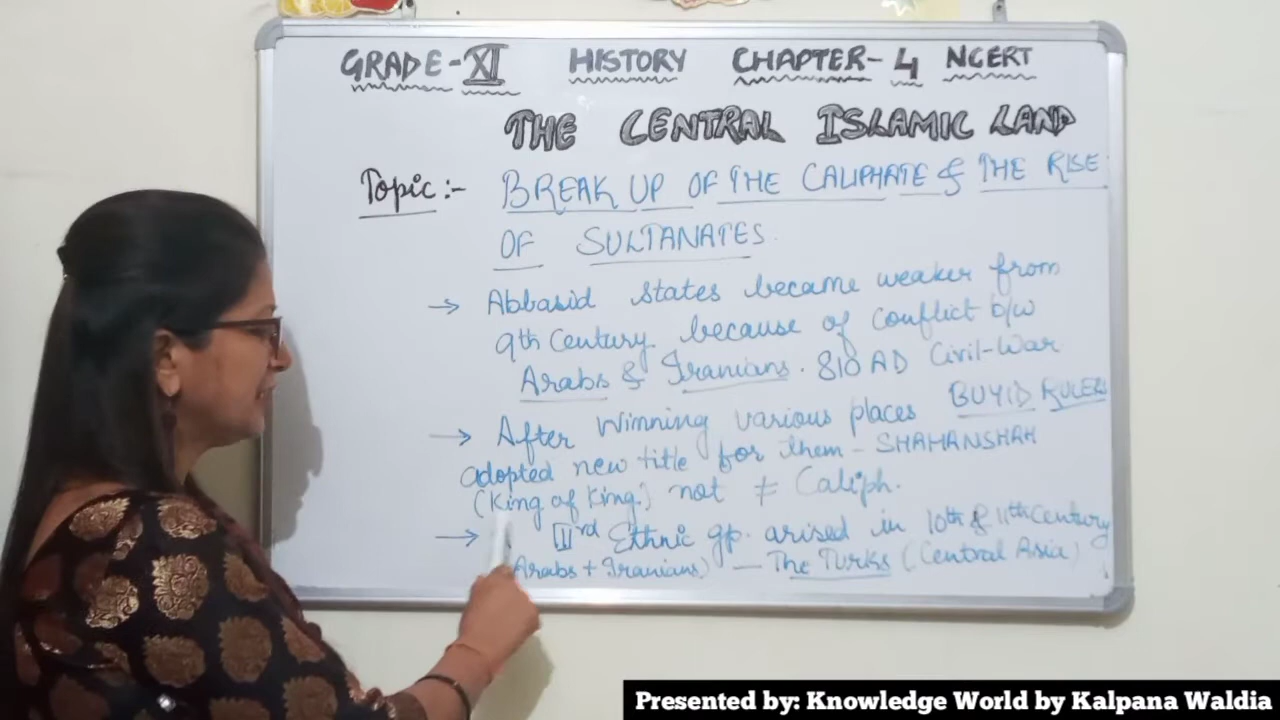 GRADE-XI HISTORY CHAPTER-4 NCERT
THE CENTRAL ISLAMIC LAND
Topic:- BREAK UP OF THE CALIPHATE & THE RISE
OF SULTANATES.
→ Abbasid states became weaker from
9th Century. because of conflict b/w
Arabs & Iranians. 810 AD Civil-War
→ After winning various places BUYID RULERS
adopted new title for them - SHAHANSHAH
(King of King.) not ≠ Caliph.
→ IIIrd Ethnic gp. arised in 10th & 11th Century
Arabs + Iranians) — The Turks (Central Asia)
Presented by: Knowledge World by Kalpana Waldia